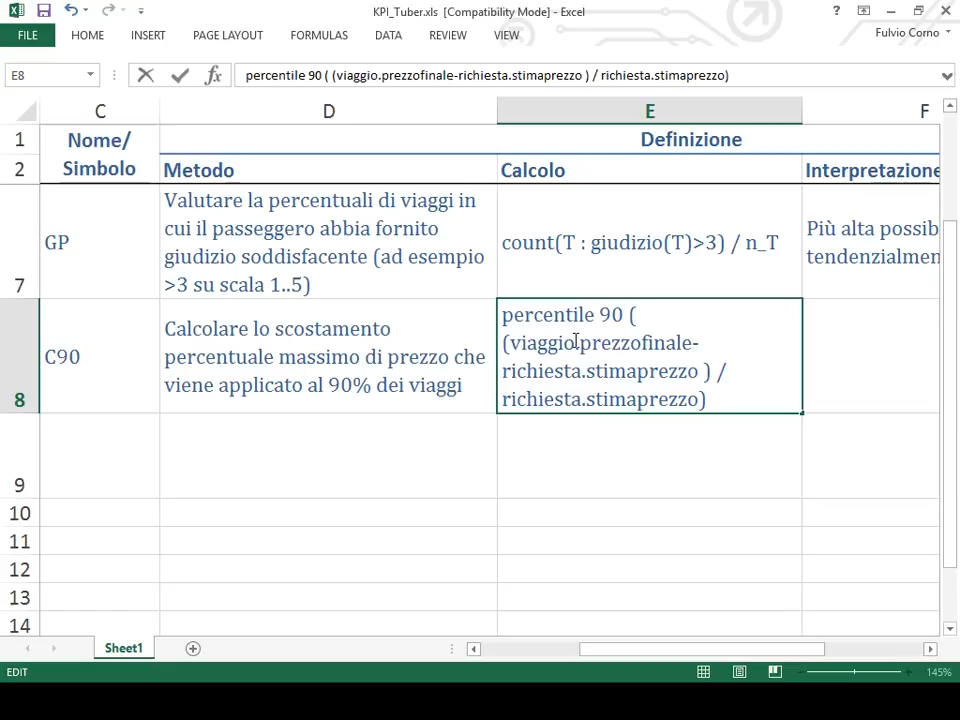 KPI_Tuber.xls [Compatibility Mode] - Excel
FILE HOME INSERT PAGE LAYOUT FORMULAS DATA REVIEW VIEW
Fulvio Corno
E8
fx
percentile 90 ( (viaggio.prezzofinale-richiesta.stimaprezzo ) / richiesta.stimaprezzo)
C D E F
1 Nome/ Definizione
2 Simbolo Metodo Calcolo Interpretazione
Valutare la percentuali di viaggi in
cui il passeggero abbia fornito
giudizio soddisfacente (ad esempio
>3 su scala 1..5)
GP
count(T : giudizio(T)>3) / n_T
Più alta possib
tendenzialmen
7
Calcolare lo scostamento
percentuale massimo di prezzo che
viene applicato al 90% dei viaggi
C90
percentile 90 (
(viaggio.prezzofinale-
richiesta.stimaprezzo ) /
richiesta.stimaprezzo)
8
9
10
11
12
13
14
Sheet1
EDIT
145%